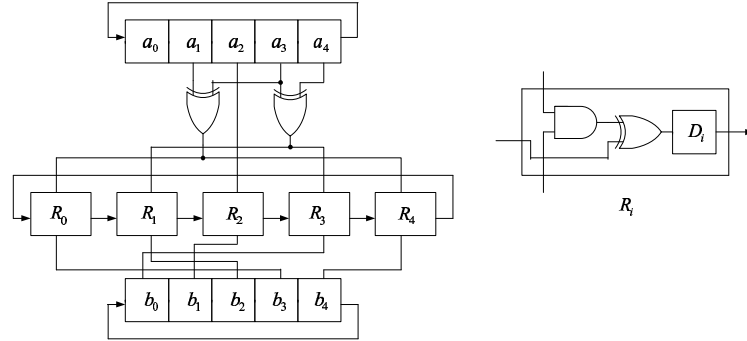 a₀ a₁ a₂ a₃ a₄
Dᵢ
R₀ R₁ R₂ R₃ R₄
Rᵢ
b₀ b₁ b₂ b₃ b₄